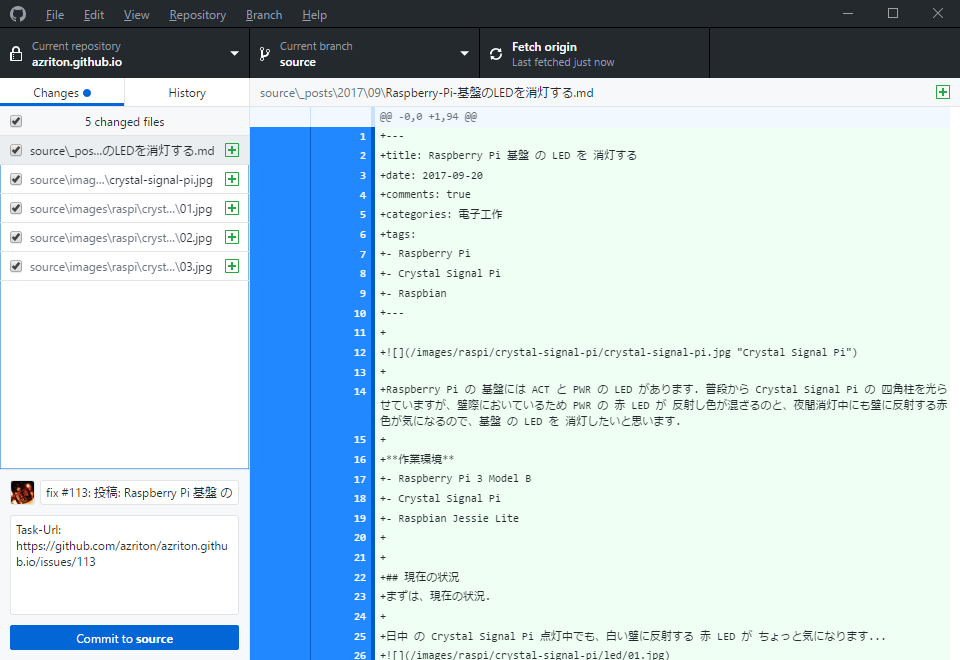 File Edit View Repository Branch Help
Current repository
azriton.github.io
Current branch
source
Fetch origin
Last fetched just now
Changes
History
5 changed files
source\_pos...のLEDを消灯する.md
source\imag...\crystal-signal-pi.jpg
source\images\raspi\cryst...\01.jpg
source\images\raspi\cryst...\02.jpg
source\images\raspi\cryst...\03.jpg
fix #113: 投稿: Raspberry Pi 基盤 の
Task-Url:
https://github.com/azriton/azriton.githu
b.io/issues/113
Commit to source
source\_posts\2017\09\Raspberry-Pi-基盤のLEDを消灯する.md
@@ -0,0 +1,94 @@
1 +---
2 +title: Raspberry Pi 基盤 の LED を 消灯する
3 +date: 2017-09-20
4 +comments: true
5 +categories: 電子工作
6 +tags:
7 +- Raspberry Pi
8 +- Crystal Signal Pi
9 +- Raspbian
10 +---
11 +
12 +![](/images/raspi/crystal-signal-pi/crystal-signal-pi.jpg "Crystal Signal Pi")
13 +
14 +Raspberry Pi の 基盤には ACT と PWR の LED があります．普段から Crystal Signal Pi の 四角柱を光ら
せていますが、壁際においているため PWR の 赤 LED が 反射し色が混ざるのと、夜間消灯中にも壁に反射する赤
色が気になるので、基盤 の LED を 消灯したいと思います．
15 +
16 +**作業環境**
17 +- Raspberry Pi 3 Model B
18 +- Crystal Signal Pi
19 +- Raspbian Jessie Lite
20 +
21 +
22 +## 現在の状況
23 +まずは、現在の状況．
24 +
25 +日中 の Crystal Signal Pi 点灯中でも、白い壁に反射する 赤 LED が ちょっと気になります...
26 +![](/images/raspi/crystal-signal-pi/led/01.jpg)